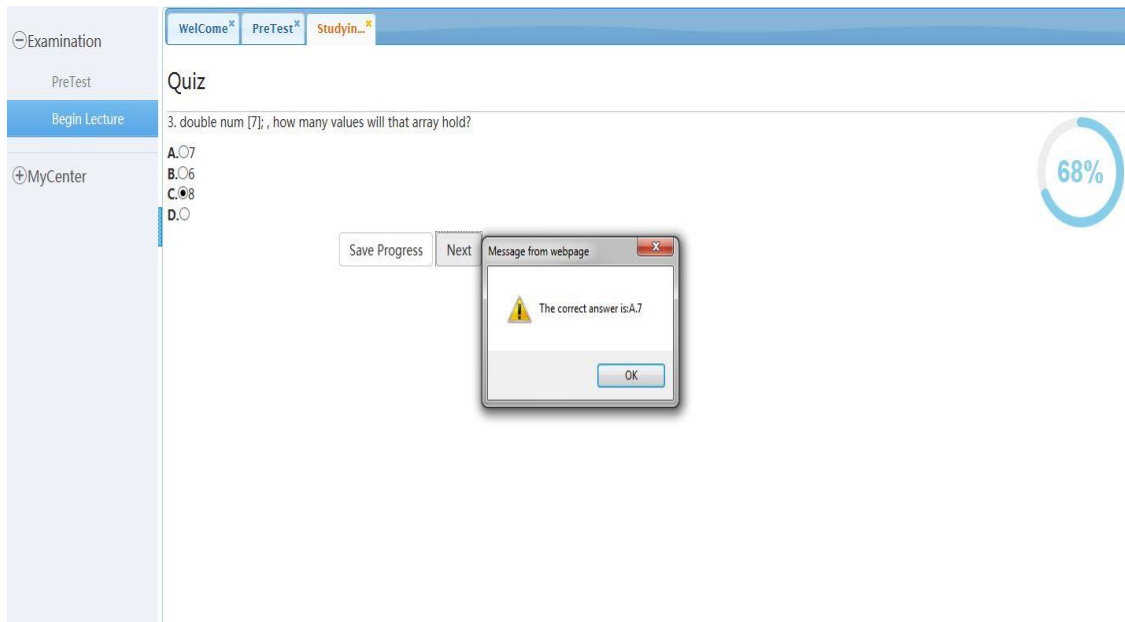 WelCome x PreTest x Studyin... x
Examination
PreTest
Begin Lecture
MyCenter
Quiz
3. double num [7]; , how many values will that array hold?
A. 7
B. 6
C. 8
D.
68%
Save Progress Next
Message from webpage
The correct answer is:A.7
OK